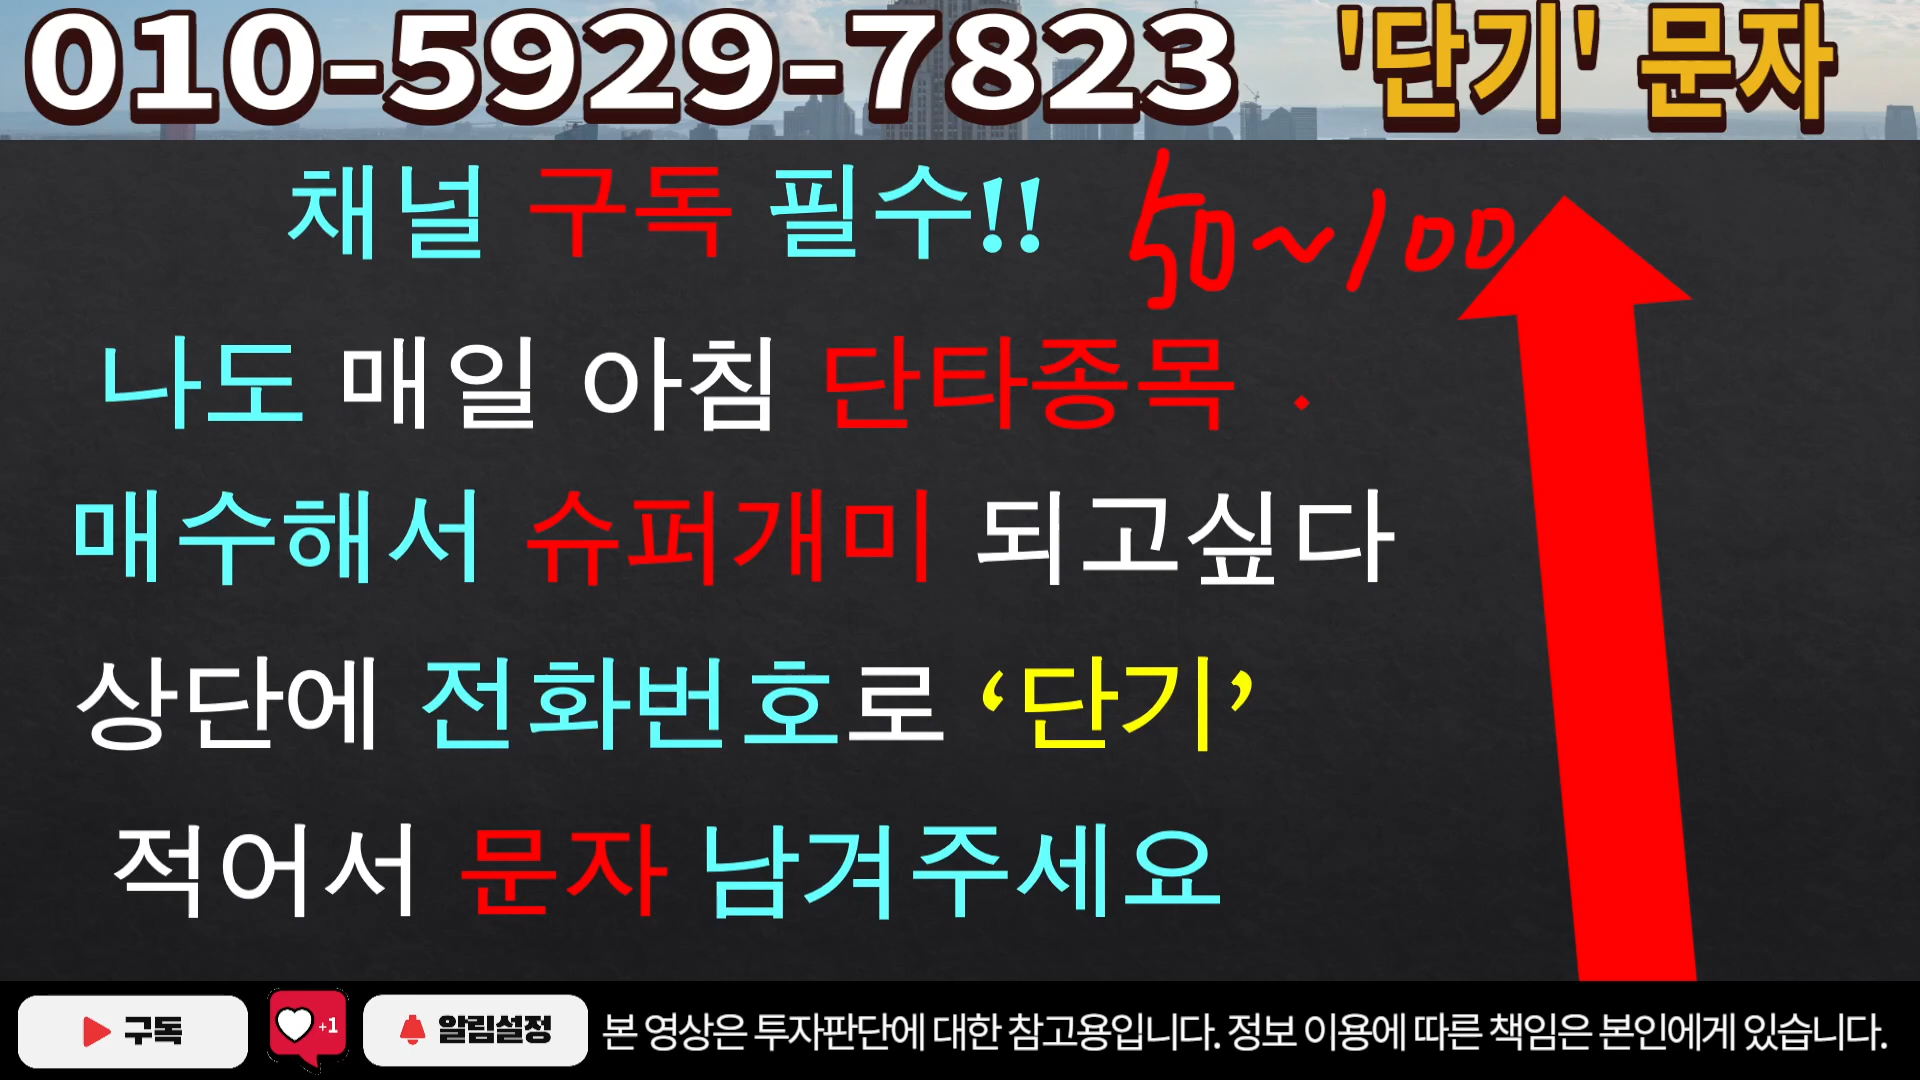 010-5929-7823 '단기' 문자
채널 구독 필수!! 50~100
나도 매일 아침 단타종목 .
매수해서 슈퍼개미 되고싶다
상단에 전화번호로 ‘단기’
적어서 문자 남겨주세요
구독 +1 알림설정 본 영상은 투자판단에 대한 참고용입니다. 정보 이용에 따른 책임은 본인에게 있습니다.